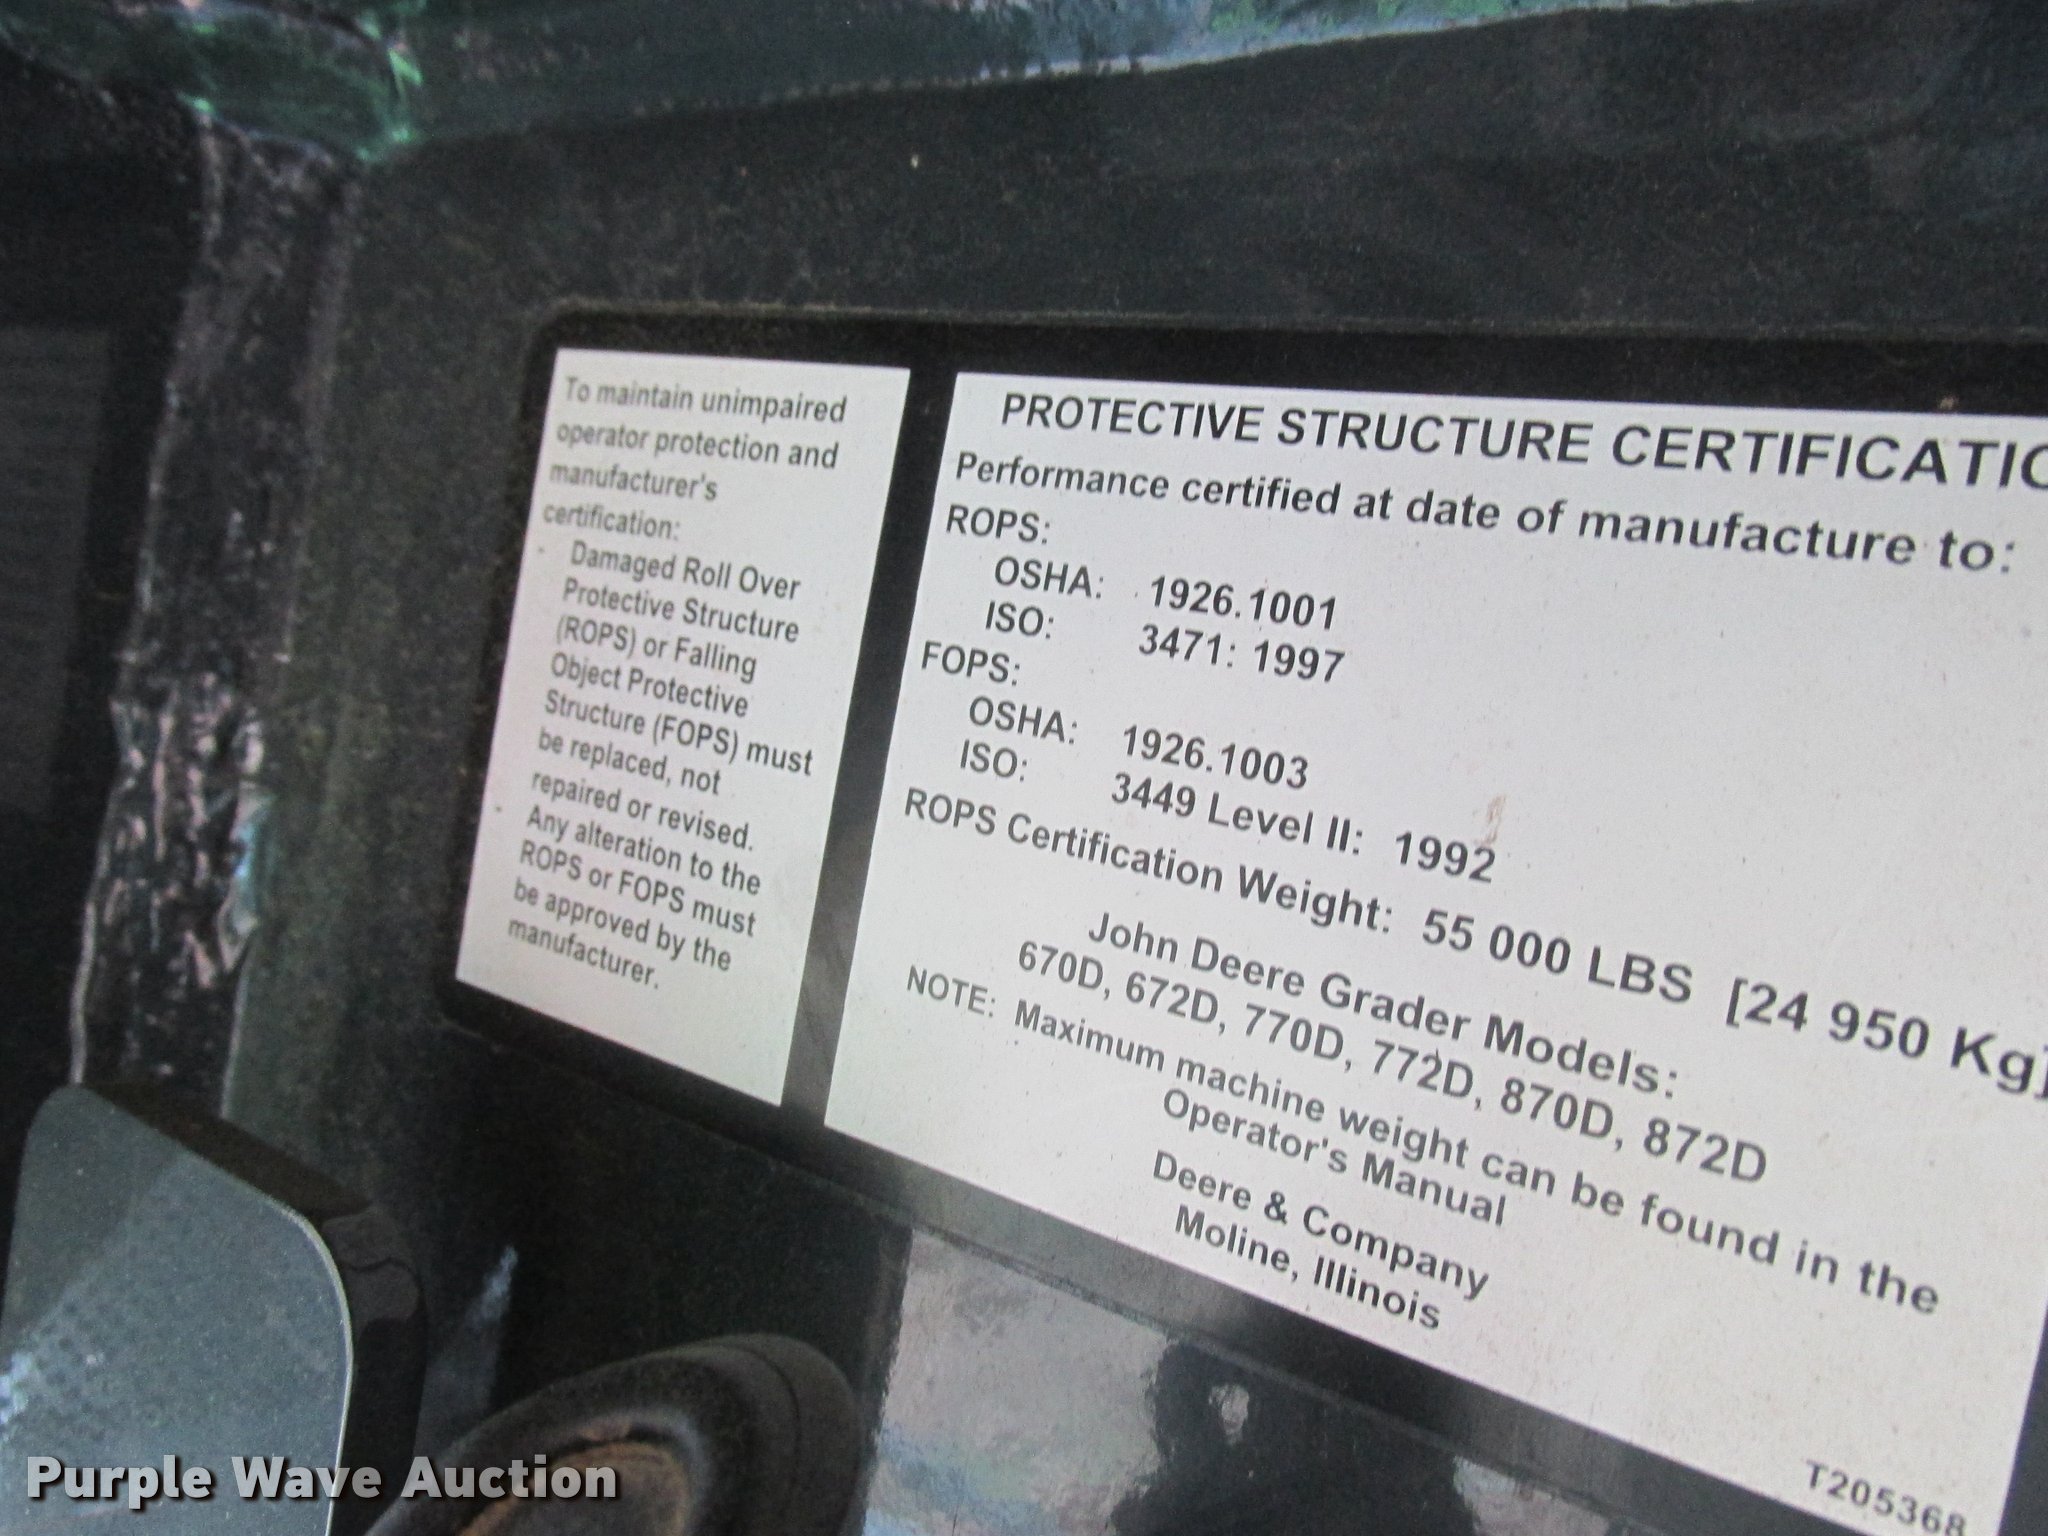 To maintain unimpaired
operator protection and
manufacturer's
certification:
Damaged Roll Over
Protective Structure
(ROPS) or Falling
Object Protective
Structure (FOPS) must
be replaced, not
repaired or revised.
Any alteration to the
ROPS or FOPS must
be approved by the
manufacturer.
PROTECTIVE STRUCTURE CERTIFICATIO
Performance certified at date of manufacture to:
ROPS:
OSHA: 1926.1001
ISO: 3471: 1997
FOPS:
OSHA: 1926.1003
ISO: 3449 Level II: 1992
ROPS Certification Weight: 55 000 LBS [24 950 Kg]
John Deere Grader Models:
670D, 672D, 770D, 772D, 870D, 872D
NOTE: Maximum machine weight can be found in the
Operator's Manual
Deere & Company
Moline, Illinois
T205368
Purple Wave Auction